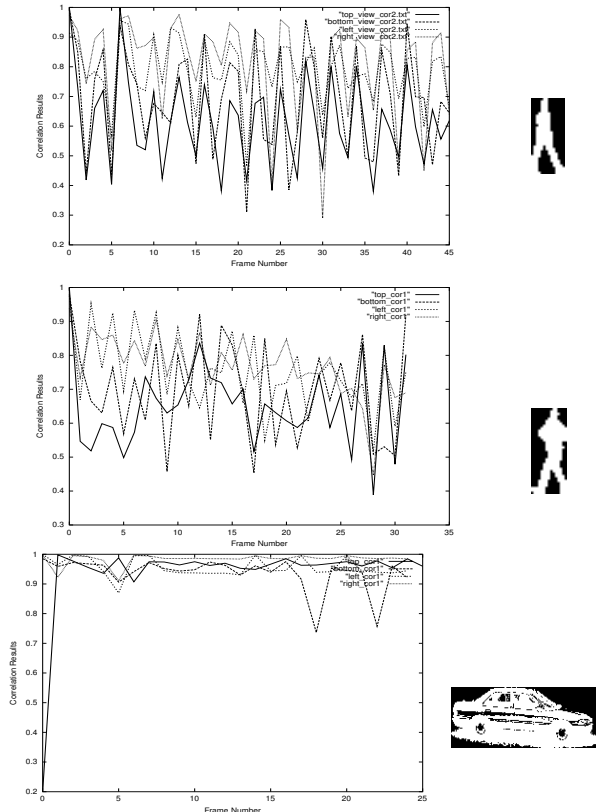 1
0.9
0.8
0.7
0.6
0.5
0.4
0.3
0.2
0 5 10 15 20 25 30 35 40 45
Correlation Results
Frame Number
"top_view_cor2.txt"
"bottom_view_cor2.txt"
"left_view_cor2.txt"
"right_view_cor2.txt"
1
0.9
0.8
0.7
0.6
0.5
0.4
0.3
0 5 10 15 20 25 30 35
Correlation Results
Frame Number
"top_cor1"
"bottom_cor1"
"left_cor1"
"right_cor1"
1
0.9
0.8
0.7
0.6
0.5
0.4
0.3
0.2
0 5 10 15 20 25
Correlation Results
Frame Number
"top_cor1"
"bottom_cor1"
"left_cor1"
"right_cor1"